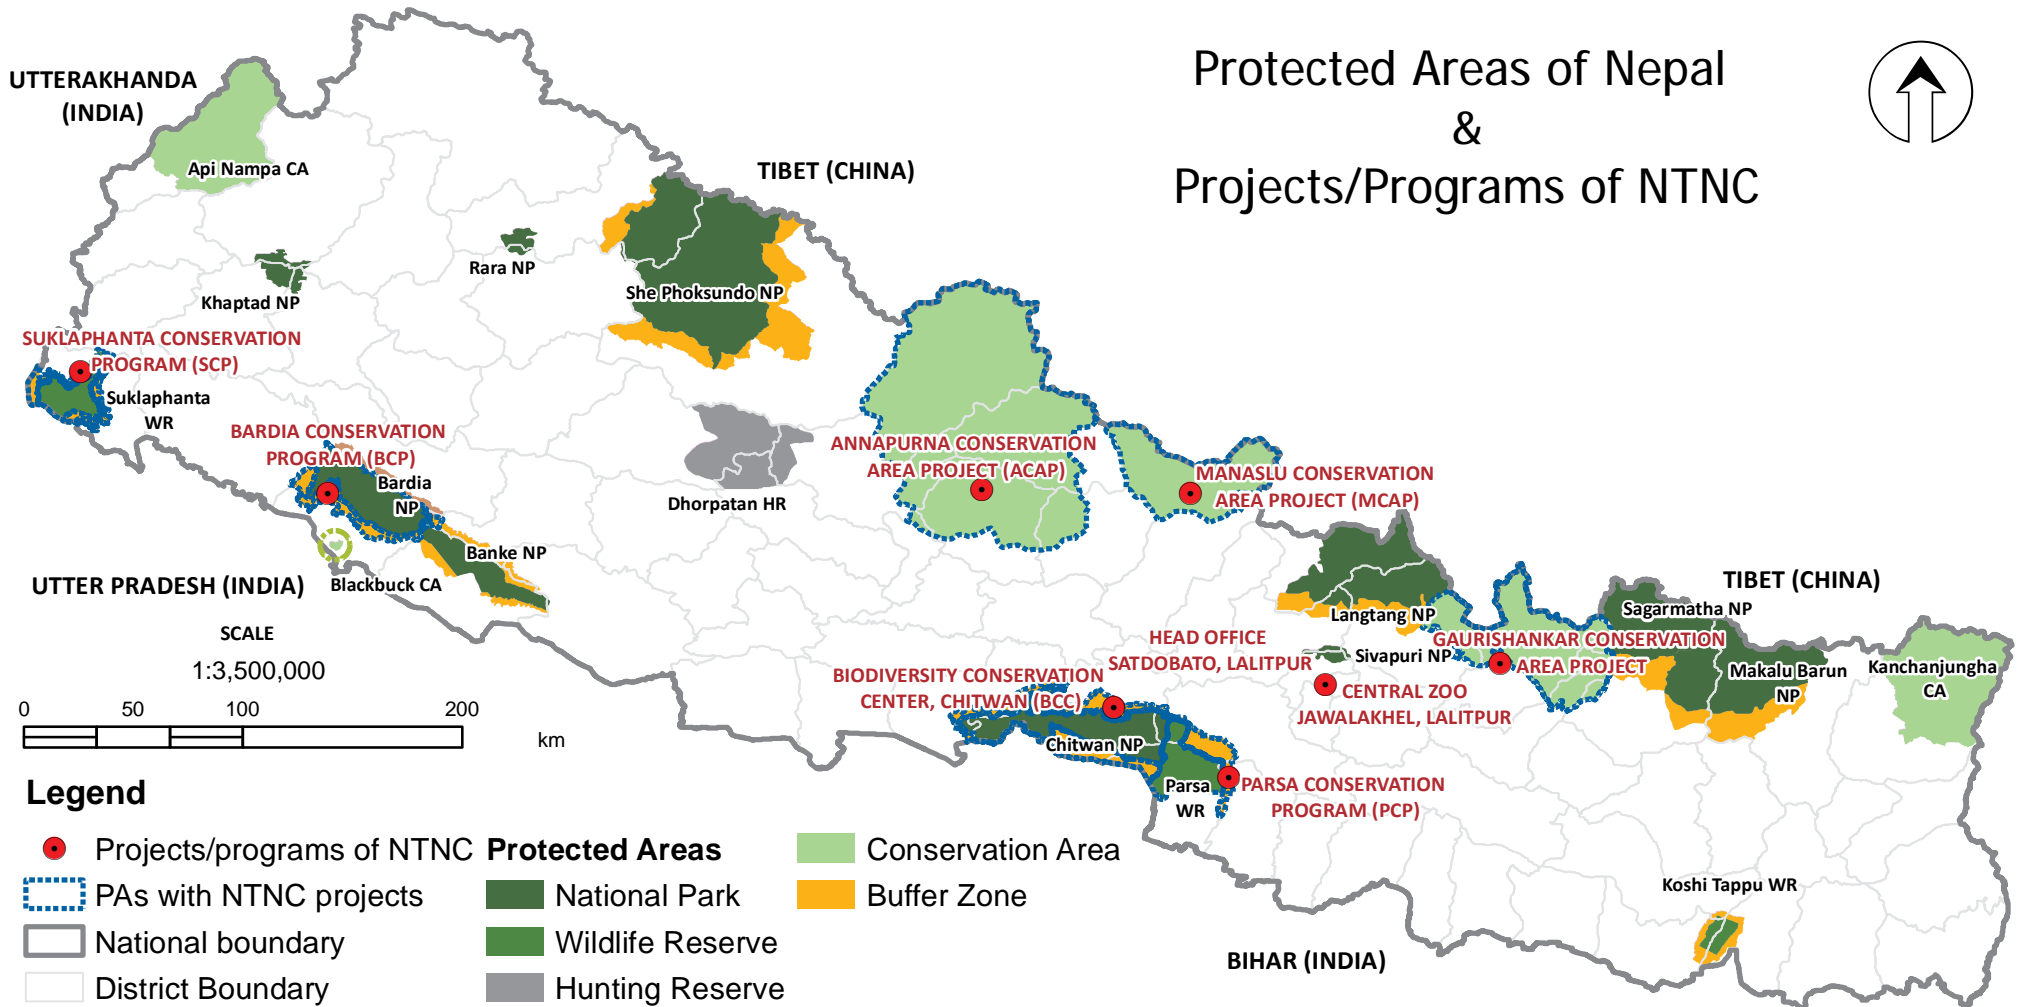 Protected Areas of Nepal
&
Projects/Programs of NTNC
UTTERAKHANDA
(INDIA)
Api Nampa CA
TIBET (CHINA)
Rara NP
Khaptad NP
She Phoksundo NP
SUKLAPHANTA CONSERVATION
PROGRAM (SCP)
Suklaphanta
WR
BARDIA CONSERVATION
PROGRAM (BCP)
Bardia
NP
Dhorpatan HR
ANNAPURNA CONSERVATION
AREA PROJECT (ACAP)
MANASLU CONSERVATION
AREA PROJECT (MCAP)
Banke NP
Blackbuck CA
UTTER PRADESH (INDIA)
TIBET (CHINA)
Langtang NP
Sagarmatha NP
HEAD OFFICE
SATDOBATO, LALITPUR
Sivapuri NP
GAURISHANKAR CONSERVATION
AREA PROJECT
Makalu Barun
NP
Kanchanjungha
CA
BIODIVERSITY CONSERVATION
CENTER, CHITWAN (BCC)
CENTRAL ZOO
JAWALAKHEL, LALITPUR
Chitwan NP
Parsa
WR
PARSA CONSERVATION
PROGRAM (PCP)
Koshi Tappu WR
BIHAR (INDIA)
SCALE
1:3,500,000
0 50 100 200
km
Legend
Projects/programs of NTNC
PAs with NTNC projects
National boundary
District Boundary
Protected Areas
National Park
Wildlife Reserve
Hunting Reserve
Conservation Area
Buffer Zone